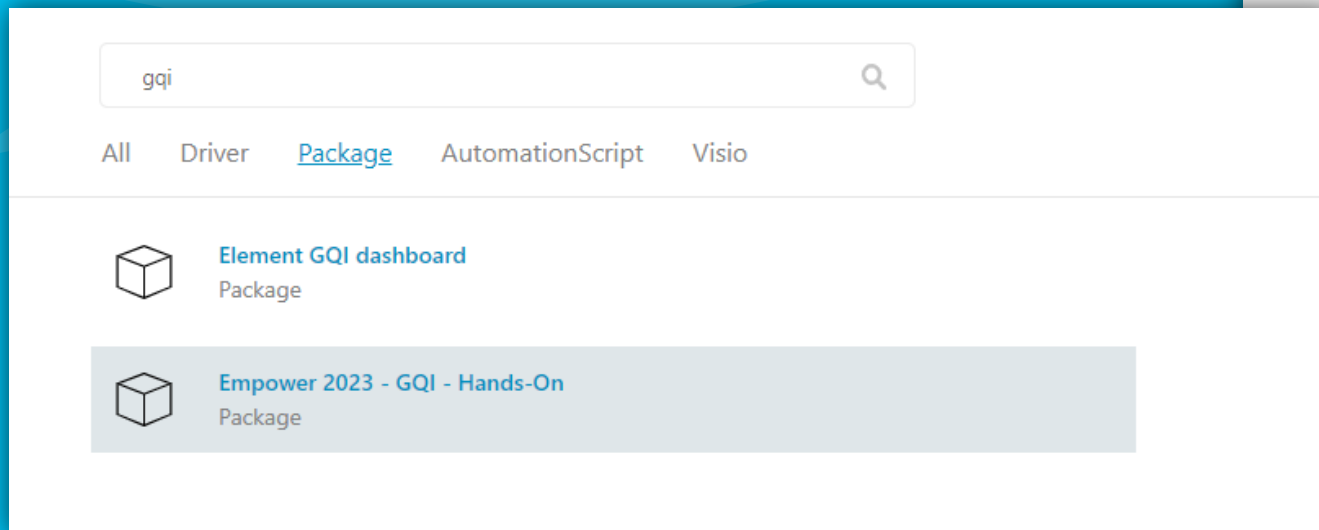 gqi
All Driver Package AutomationScript Visio
Element GQI dashboard
Package
Empower 2023 - GQI - Hands-On
Package